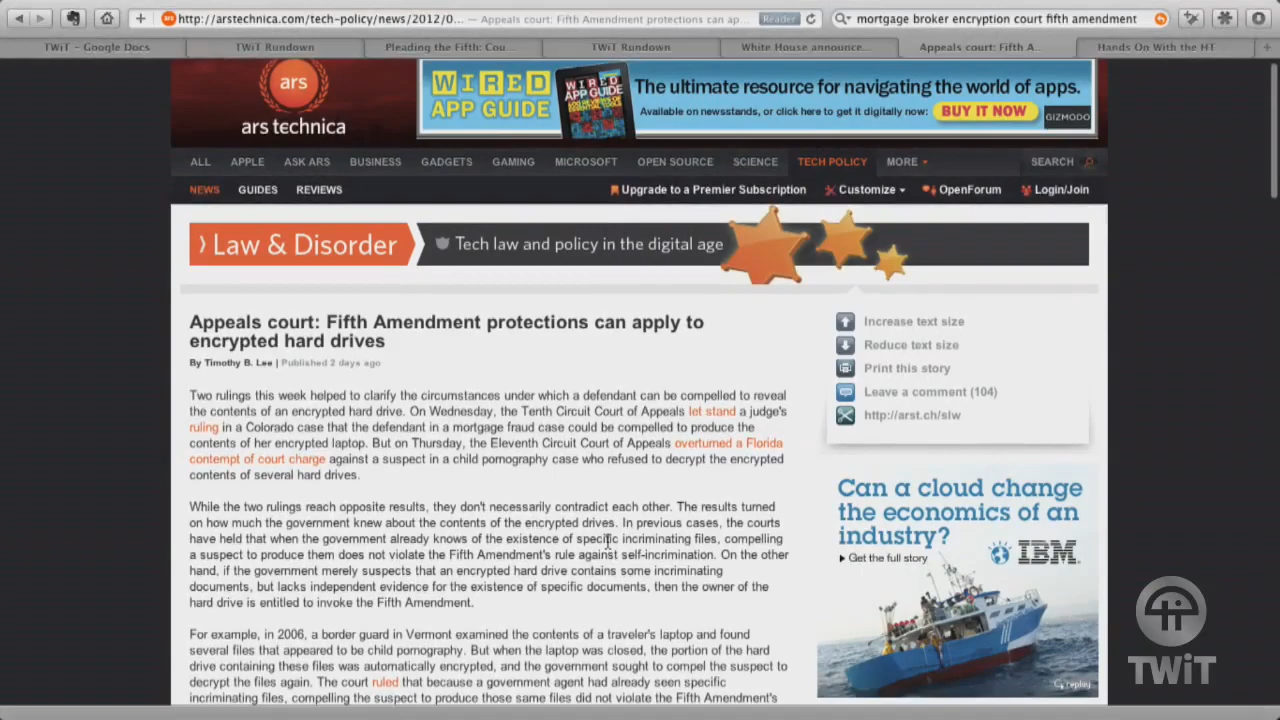 http://arstechnica.com/tech-policy/news/2012/0... — Appeals court: Fifth Amendment protections can ap... Reader
mortgage broker encryption court fifth amendment
TWiT – Google Docs
TWiT Rundown
Pleading the Fifth: Cou...
TWiT Rundown
White House announce...
Appeals court: Fifth A...
Hands On With the HT
ars
ars technica
WIRED
APP GUIDE
WIRED
APP GUIDE
The ultimate resource for navigating the world of apps.
Available on newsstands, or click here to get it digitally now:
BUY IT NOW
GIZMODO
ALL APPLE ASK ARS BUSINESS GADGETS GAMING MICROSOFT OPEN SOURCE SCIENCE TECH POLICY MORE SEARCH
NEWS GUIDES REVIEWS Upgrade to a Premier Subscription Customize OpenForum Login/Join
Law & Disorder Tech law and policy in the digital age
Appeals court: Fifth Amendment protections can apply to
encrypted hard drives
By Timothy B. Lee | Published 2 days ago
Two rulings this week helped to clarify the circumstances under which a defendant can be compelled to reveal
the contents of an encrypted hard drive. On Wednesday, the Tenth Circuit Court of Appeals let stand a judge's
ruling in a Colorado case that the defendant in a mortgage fraud case could be compelled to produce the
contents of her encrypted laptop. But on Thursday, the Eleventh Circuit Court of Appeals overturned a Florida
contempt of court charge against a suspect in a child pornography case who refused to decrypt the encrypted
contents of several hard drives.
While the two rulings reach opposite results, they don't necessarily contradict each other. The results turned
on how much the government knew about the contents of the encrypted drives. In previous cases, the courts
have held that when the government already knows of the existence of specific incriminating files, compelling
a suspect to produce them does not violate the Fifth Amendment's rule against self-incrimination. On the other
hand, if the government merely suspects that an encrypted hard drive contains some incriminating
documents, but lacks independent evidence for the existence of specific documents, then the owner of the
hard drive is entitled to invoke the Fifth Amendment.
For example, in 2006, a border guard in Vermont examined the contents of a traveler's laptop and found
several files that appeared to be child pornography. But when the laptop was closed, the portion of the hard
drive containing these files was automatically encrypted, and the government sought to compel the suspect to
decrypt the files again. The court ruled that because a government agent had already seen specific
incriminating files, compelling the suspect to produce those same files did not violate the Fifth Amendment's
Increase text size
Reduce text size
Print this story
Leave a comment (104)
http://arst.ch/slw
Can a cloud change
the economics of an
industry?
Get the full story
IBM.
replay
TWiT